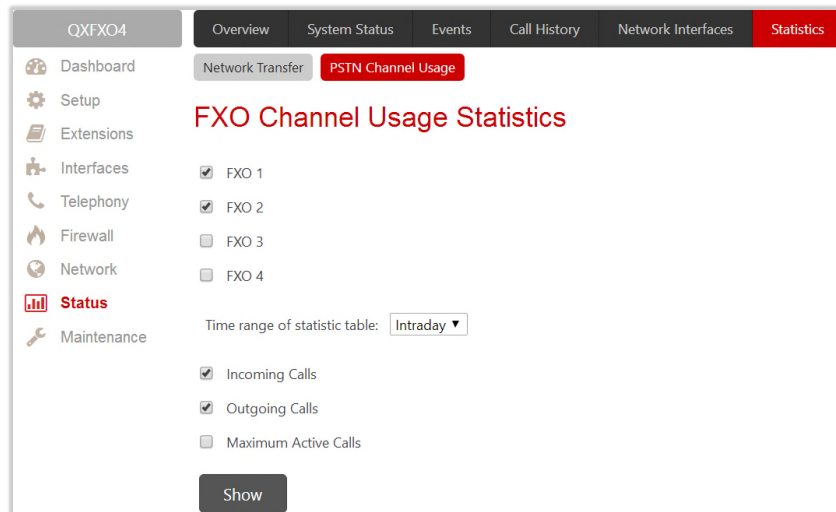 QXFXO4
Overview System Status Events Call History Network Interfaces Statistics
Dashboard
Setup
Extensions
Interfaces
Telephony
Firewall
Network
Status
Maintenance
Network Transfer PSTN Channel Usage
FXO Channel Usage Statistics
FXO 1
FXO 2
FXO 3
FXO 4
Time range of statistic table: Intraday
Incoming Calls
Outgoing Calls
Maximum Active Calls
Show